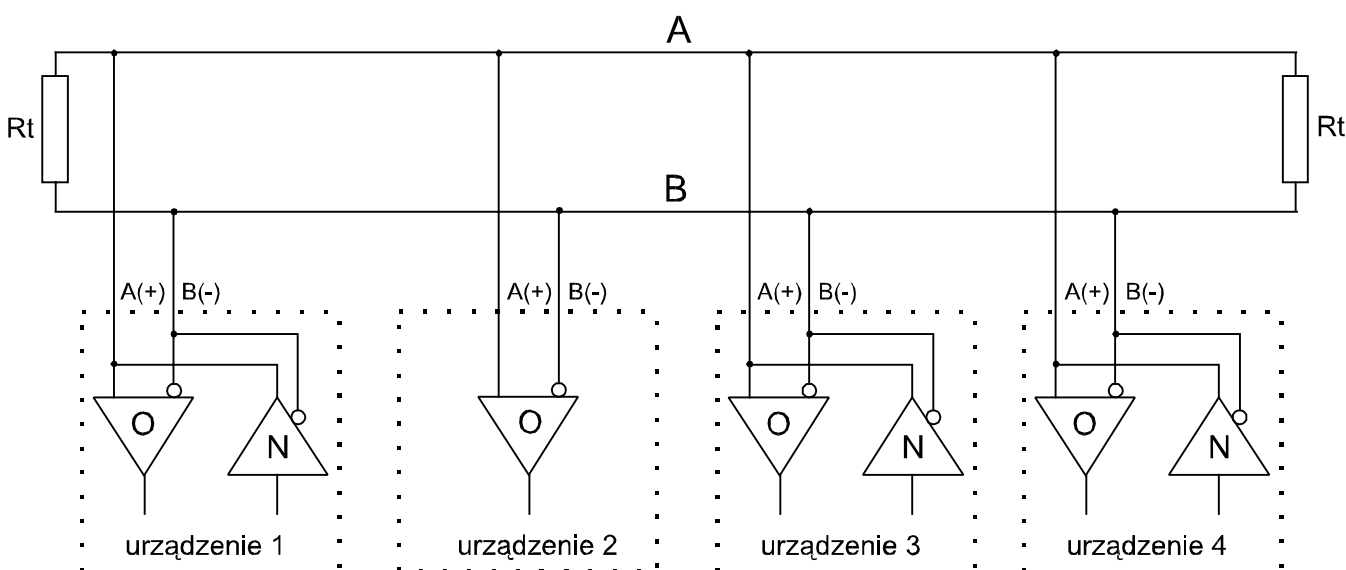 A
Rt
Rt
B
A(+) B(-)
A(+) B(-)
A(+) B(-)
A(+) B(-)
O
N
O
O
N
O
N
urządzenie 1
urządzenie 2
urządzenie 3
urządzenie 4